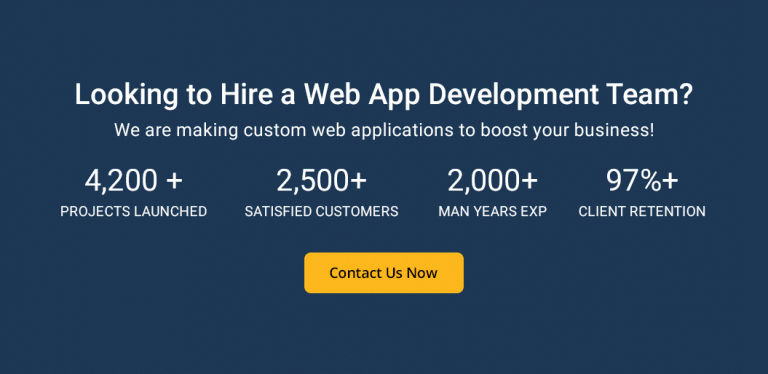 Looking to Hire a Web App Development Team?
We are making custom web applications to boost your business!
4,200 + 2,500+ 2,000+ 97%+
PROJECTS LAUNCHED SATISFIED CUSTOMERS MAN YEARS EXP CLIENT RETENTION
Contact Us Now